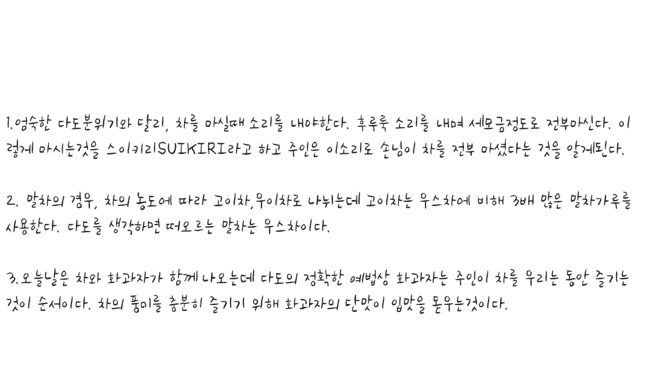 1.엄숙한 다도분위기와 달리, 차를 마실때 소리를 내야한다. 후루룩 소리를 내며 세모금정도로 전부마신다. 이
렇게 마시는것을 스이키리SUIKIRI라고 하고 주인은 이소리로 손님이 차를 전부 마셨다는 것을 알게된다.
2. 말차의 경우, 차의 농도에 따라 고이차,우이차로 나뉘는데 고이차는 우스차에 비해 3배 많은 말차가루를
사용한다. 다도를 생각하면 떠오르는 말차는 우스차이다.
3.오늘날은 차와 화과자가 함께 나오는데 다도의 정확한 예법상 화과자는 주인이 차를 우리는 동안 즐기는
것이 순서이다. 차의 풍미를 충분히 즐기기 위해 화과자의 단맛이 입맛을 돋우는것이다.